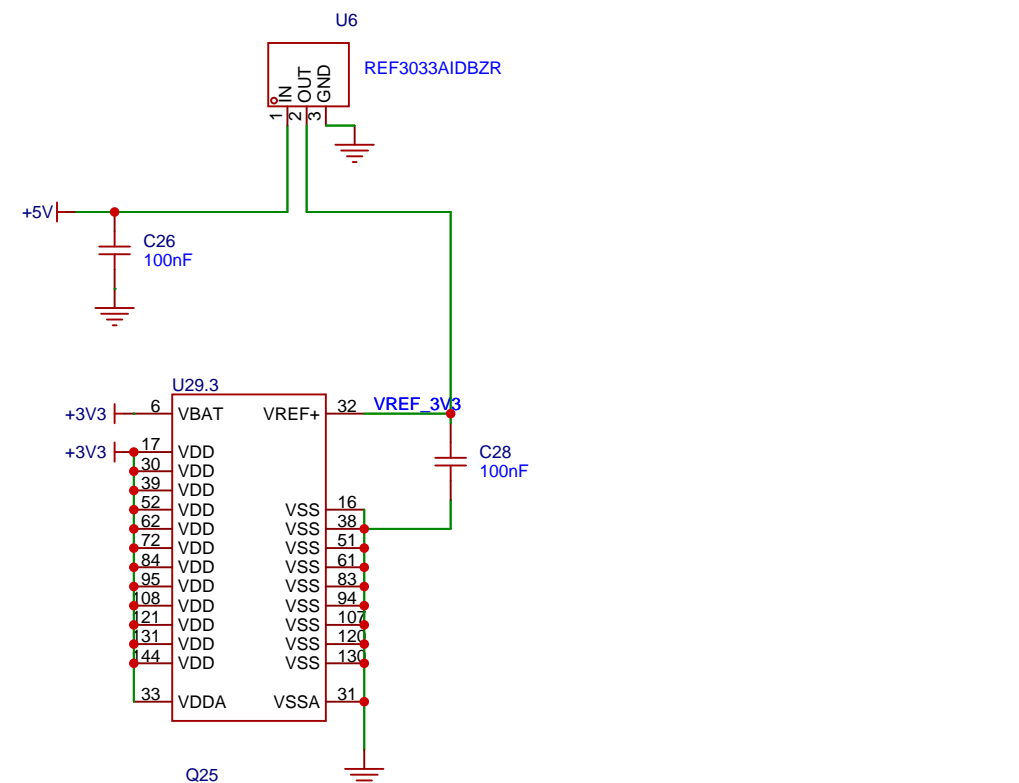 U6
REF3033AIDBZR
IN
OUT
GND
1
2
3
+5V
C26
100nF
U29.3
+3V3 6 VBAT VREF+ 32 VREF_3V3
+3V3 17 VDD
C28
30 VDD
100nF
39 VDD
52 VDD VSS 16
62 VDD VSS 38
72 VDD VSS 51
84 VDD VSS 61
95 VDD VSS 83
108 VDD VSS 94
121 VDD VSS 107
131 VDD VSS 120
144 VDD VSS 130
33 VDDA VSSA 31
Q25